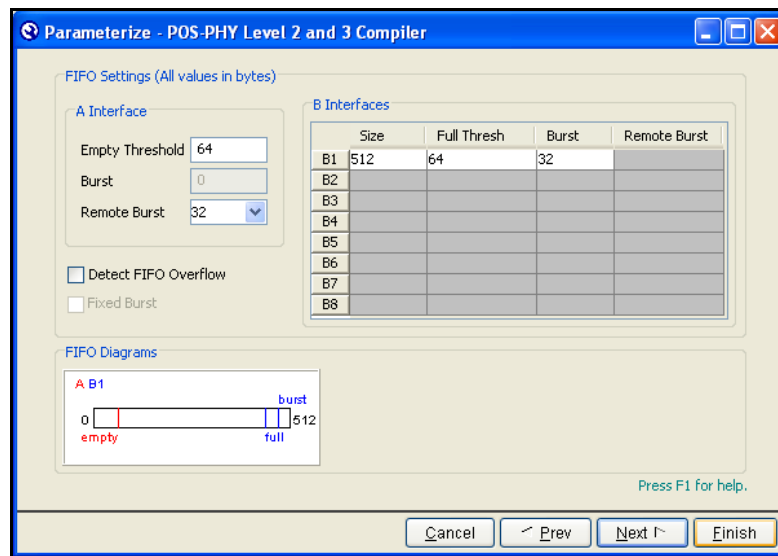 Parameterize - POS-PHY Level 2 and 3 Compiler
FIFO Settings (All values in bytes)
A Interface
Empty Threshold 64
Burst 0
Remote Burst 32
Detect FIFO Overflow
Fixed Burst
B Interfaces
Size Full Thresh Burst Remote Burst
B1 512 64 32
B2
B3
B4
B5
B6
B7
B8
FIFO Diagrams
A B1
burst
0 512
empty full
Press F1 for help.
Cancel Prev Next Finish